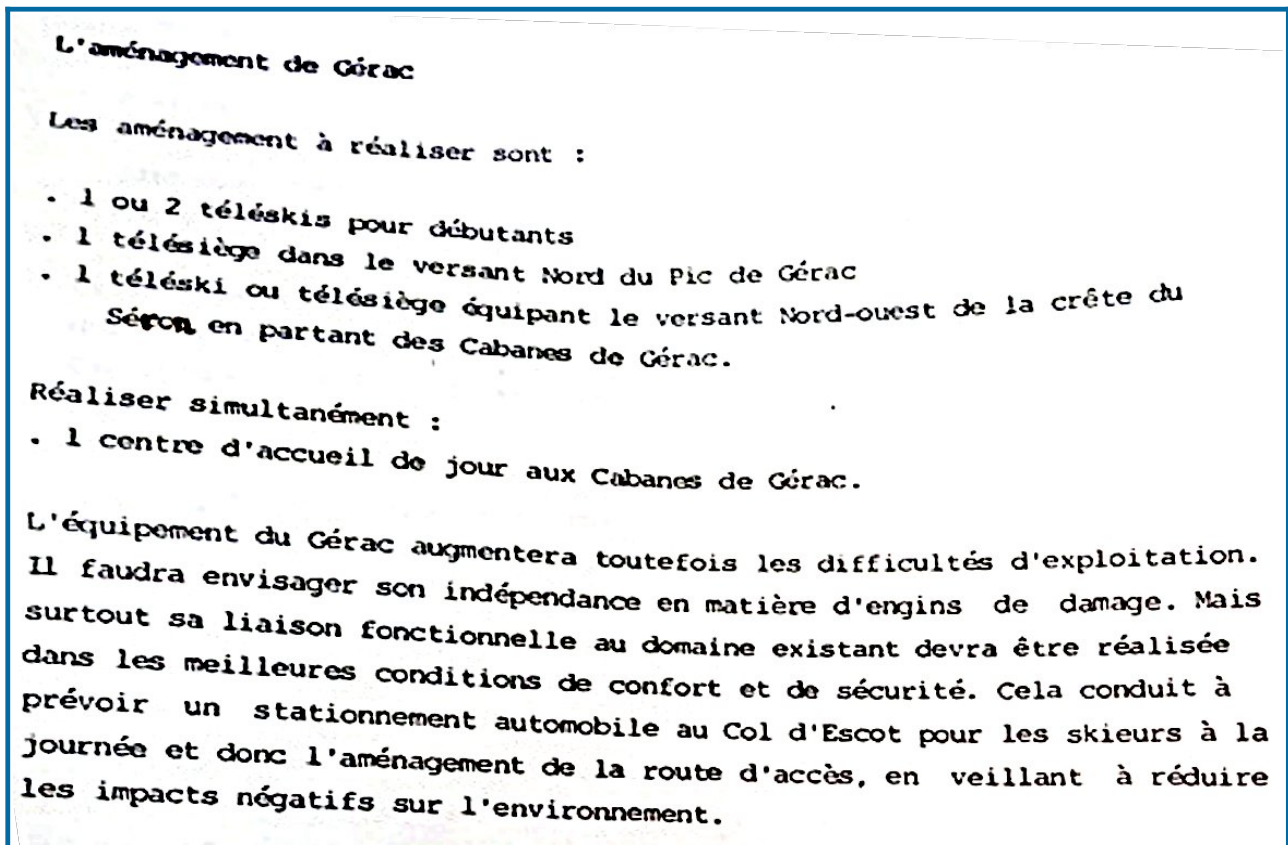 L'aménagement de Gérac
Les aménagement à réaliser sont :
. 1 ou 2 téléskis pour débutants
. 1 télésiège dans le versant Nord du Pic de Gérac
. 1 téléski ou télésiège équipant le versant Nord-ouest de la crête du
Séron en partant des Cabanes de Gérac.
Réaliser simultanément :
. 1 centre d'accueil de jour aux Cabanes de Gérac.
L'équipement du Gérac augmentera toutefois les difficultés d'exploitation.
Il faudra envisager son indépendance en matière d'engins de damage. Mais
surtout sa liaison fonctionnelle au domaine existant devra être réalisée
dans les meilleures conditions de confort et de sécurité. Cela conduit à
prévoir un stationnement automobile au Col d'Escot pour les skieurs à la
journée et donc l'aménagement de la route d'accès, en veillant à réduire
les impacts négatifs sur l'environnement.